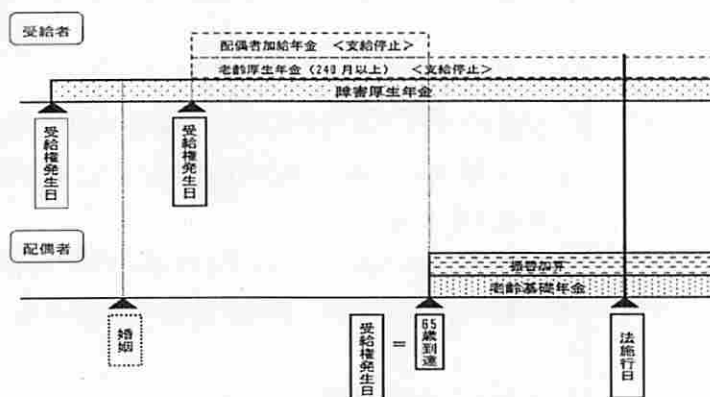 受給者
配偶者加給年金 <支給停止>
老齢厚生年金(240月以上) <支給停止>
障害厚生年金
受給権発生日
受給権発生日
配偶者
振替加算
老齢基礎年金
婚姻
受給権発生日
=
65歳到達
法施行日